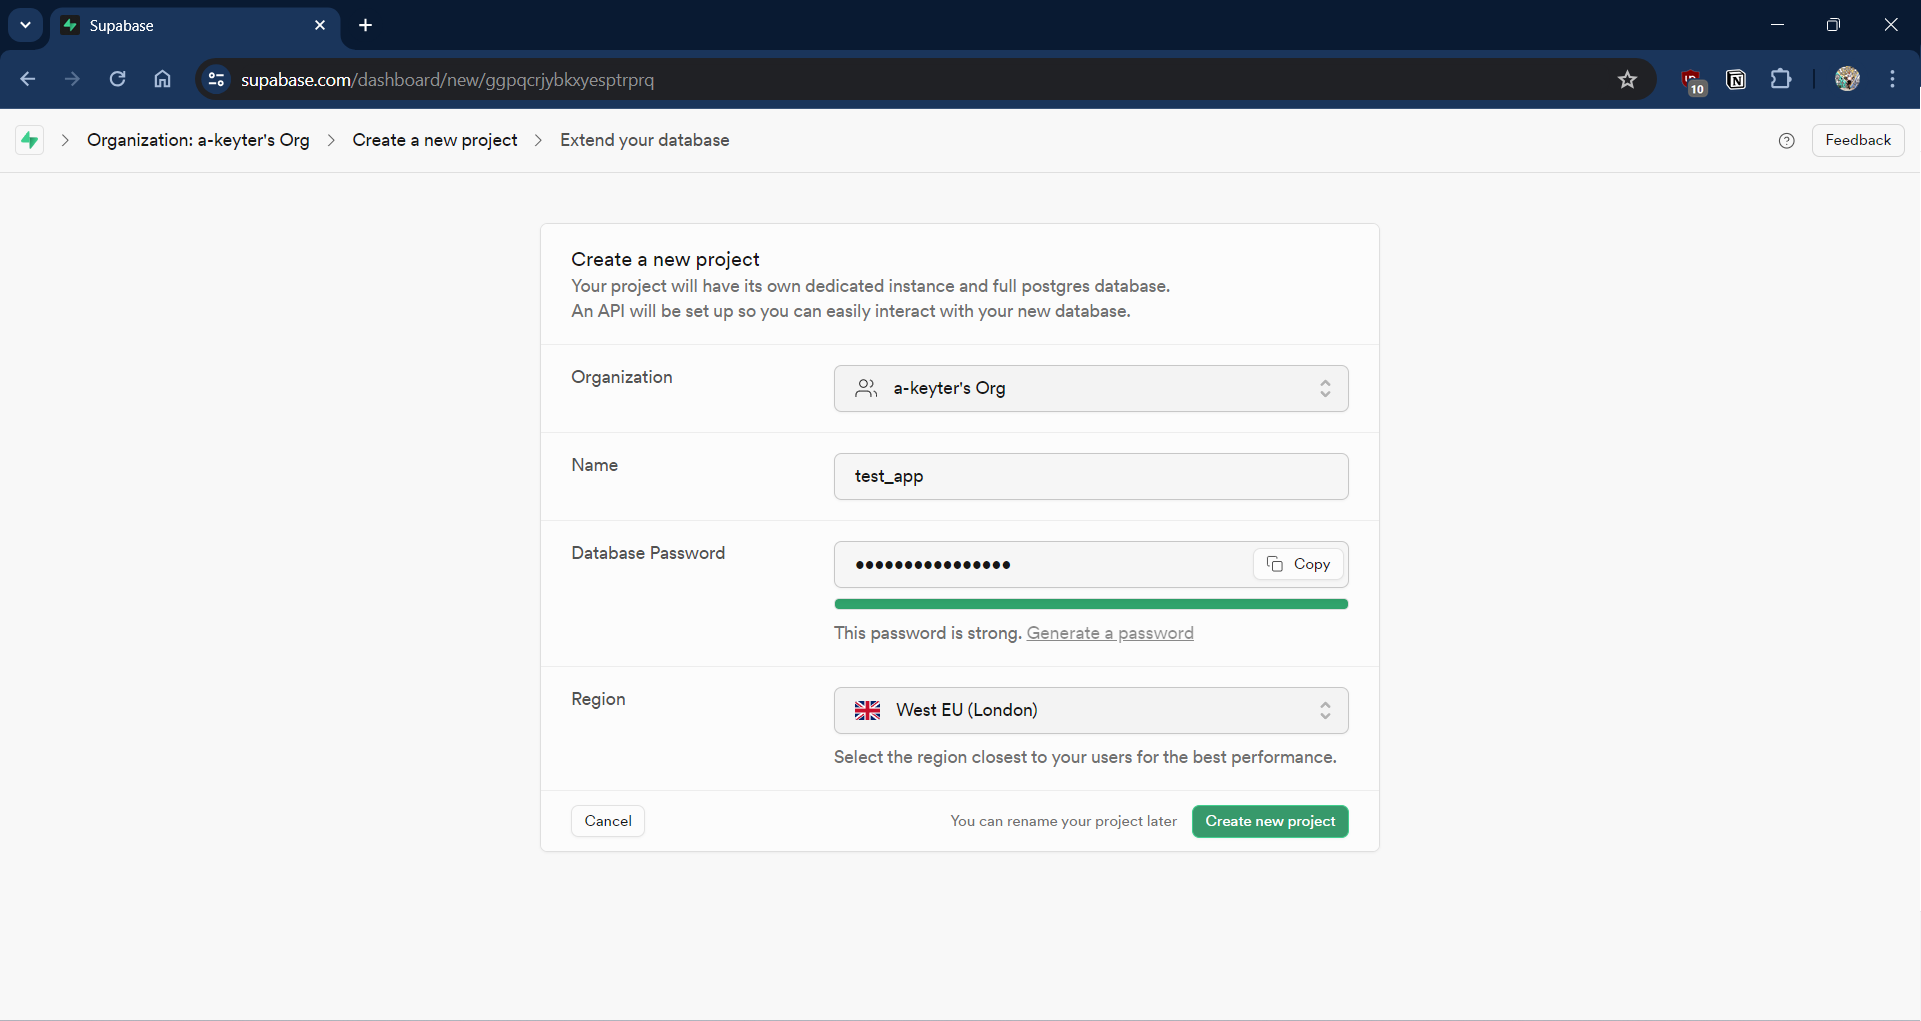 Supabase
supabase.com/dashboard/new/ggpqcrjybkxyesptrprq
10
Organization: a-keyter's Org > Create a new project > Extend your database
Feedback
Create a new project
Your project will have its own dedicated instance and full postgres database.
An API will be set up so you can easily interact with your new database.
Organization
a-keyter's Org
Name
test_app
Database Password
•••••••••••••••• Copy
This password is strong. Generate a password
Region
West EU (London)
Select the region closest to your users for the best performance.
Cancel
You can rename your project later
Create new project